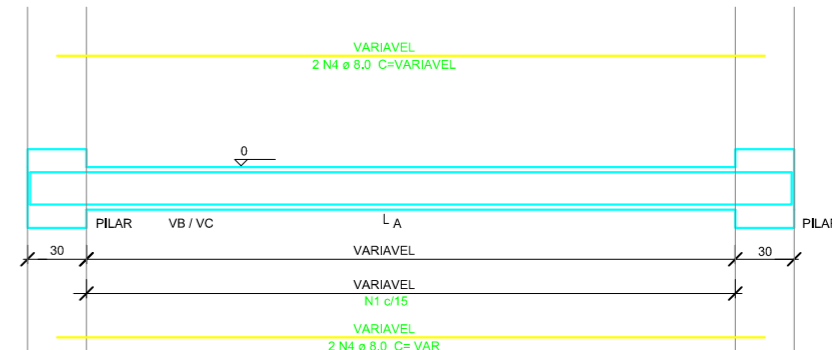 VARIAVEL
2 N4 ø 8.0 C=VARIAVEL
0
PILAR VB / VC A PILAR
30 VARIAVEL 30
VARIAVEL
N1 c/15
VARIAVEL
2 N4 ø 8.0 C= VAR